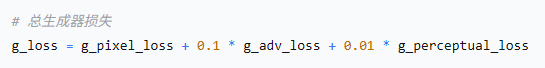 # 总生成器损失
g_loss = g_pixel_loss + 0.1 * g_adv_loss + 0.01 * g_perceptual_loss